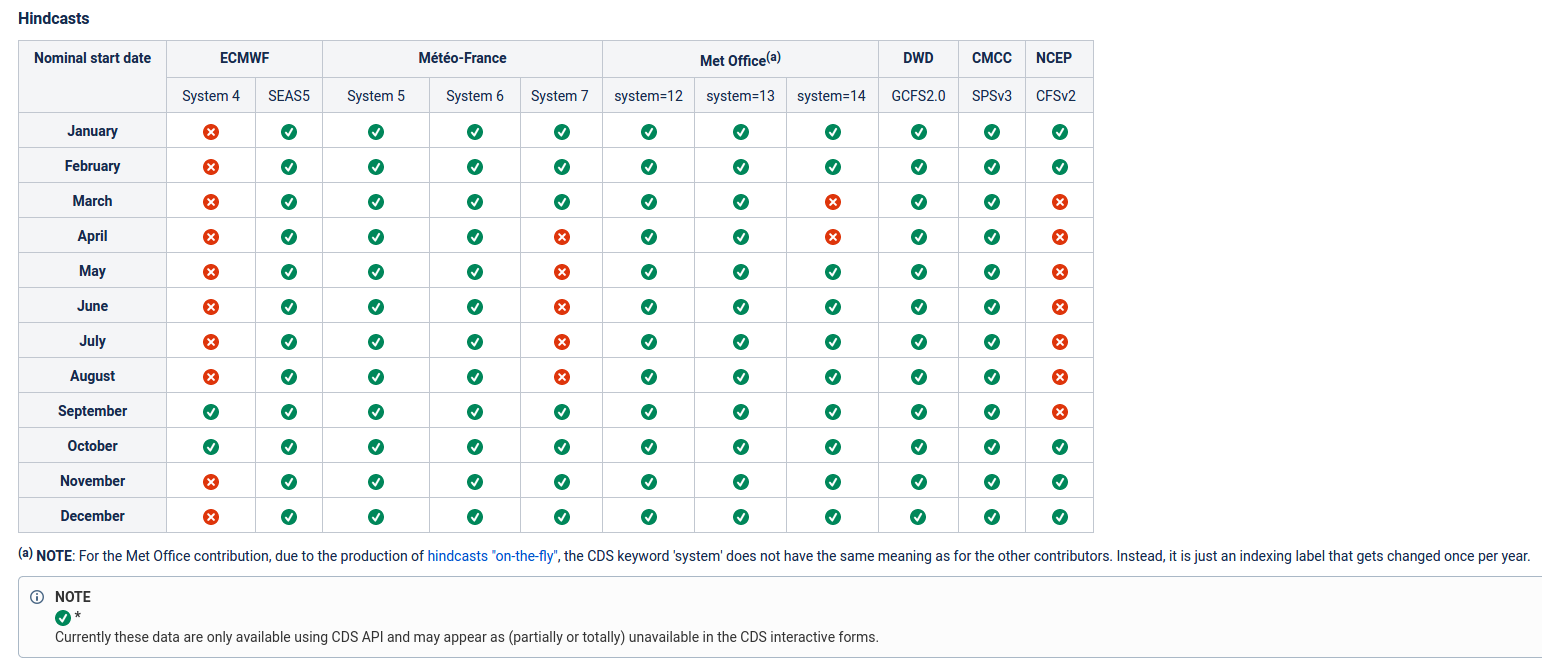 Hindcasts
Nominal start date ECMWF Météo-France Met Office(a) DWD CMCC NCEP
System 4 SEAS5 System 5 System 6 System 7 system=12 system=13 system=14 GCFS2.0 SPSv3 CFSv2
January
February
March
April
May
June
July
August
September
October
November
December
(a) NOTE: For the Met Office contribution, due to the production of hindcasts "on-the-fly", the CDS keyword 'system' does not have the same meaning as for the other contributors. Instead, it is just an indexing label that gets changed once per year.
NOTE
*
Currently these data are only available using CDS API and may appear as (partially or totally) unavailable in the CDS interactive forms.